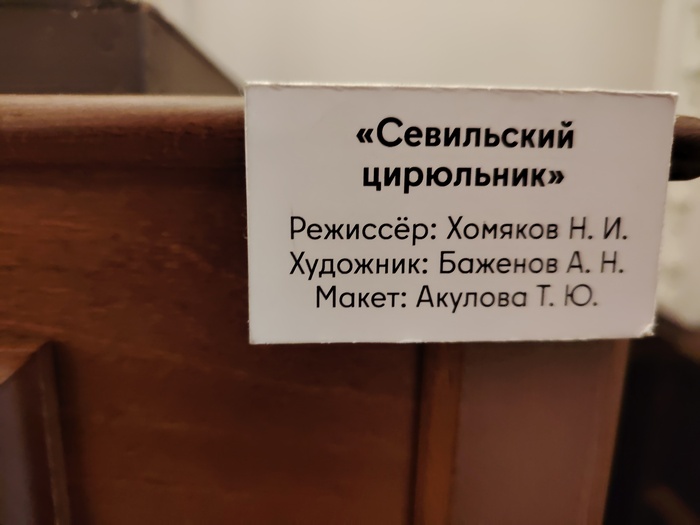 «Севильский
цирюльник»
Режиссёр: Хомяков Н. И.
Художник: Баженов А. Н.
Макет: Акулова Т. Ю.